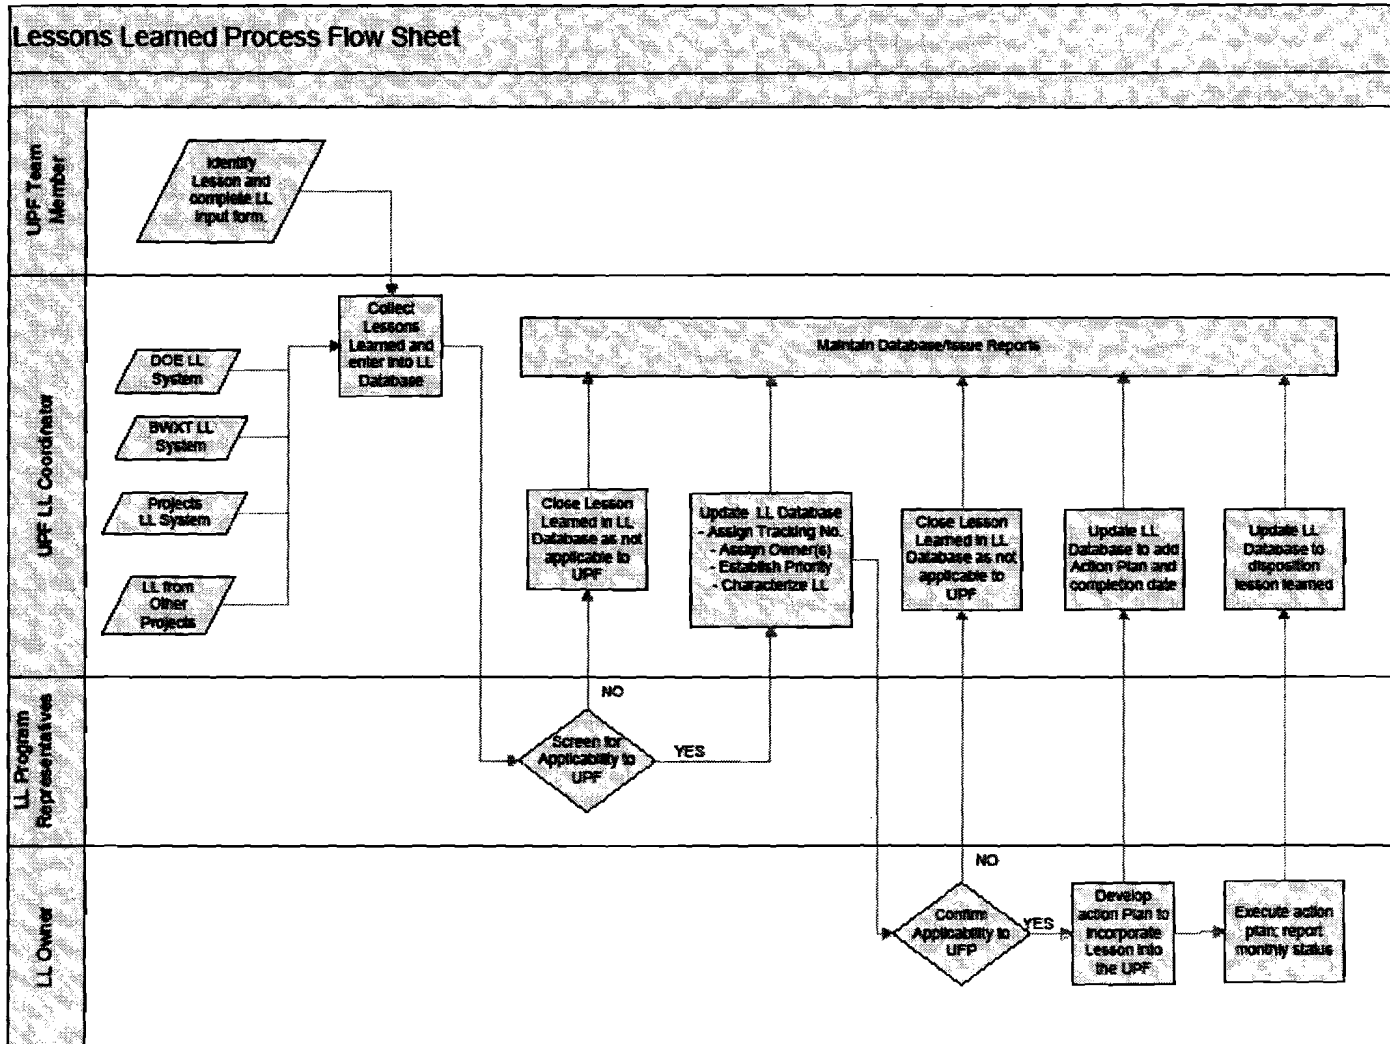 Lessons Learned Process Flow Sheet
UPF Team
Member
Identify
Lesson and
complete LL
input form.
UPF LL Coordinator
Collect
Lessons
Learned and
enter into LL
Database
DOE LL
System
BWXT LL
System
Projects
LL System
LL from
Other
Projects
Maintain Database/Issue Reports
Close Lesson
Learned in LL
Database as not
applicable to
UPF
Update LL Database
- Assign Tracking No.
- Assign Owner(s)
- Establish Priority
- Characterize LL
Close Lesson
Learned in LL
Database as not
applicable to
UPF
Update LL
Database to add
Action Plan and
completion date
Update LL
Database to
disposition
lesson learned
LL Program
Representatives
NO
Screen for
Applicability to
UPF
YES
LL Owner
NO
Confirm
Applicability to
UFP
YES
Develop
action Plan to
incorporate
Lesson into
the UPF
Execute action
plan; report
monthly status